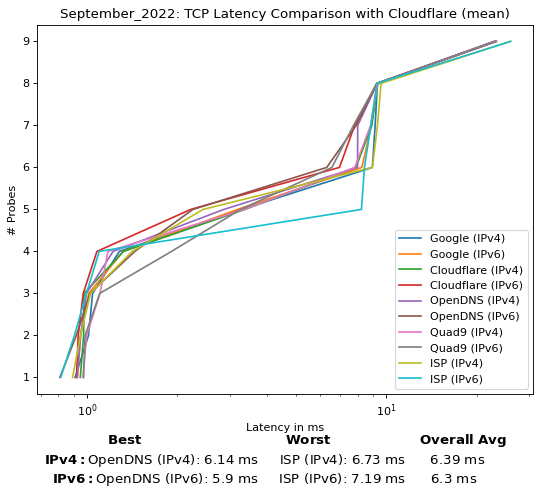 September_2022: TCP Latency Comparison with Cloudflare (mean)
9
8
7
6
5
4
3
2
1
# Probes
10⁰
10¹
Latency in ms
Google (IPv4)
Google (IPv6)
Cloudflare (IPv4)
Cloudflare (IPv6)
OpenDNS (IPv4)
OpenDNS (IPv6)
Quad9 (IPv4)
Quad9 (IPv6)
ISP (IPv4)
ISP (IPv6)
Best Worst Overall Avg
IPv4: OpenDNS (IPv4): 6.14 ms ISP (IPv4): 6.73 ms 6.39 ms
IPv6: OpenDNS (IPv6): 5.9 ms ISP (IPv6): 7.19 ms 6.3 ms